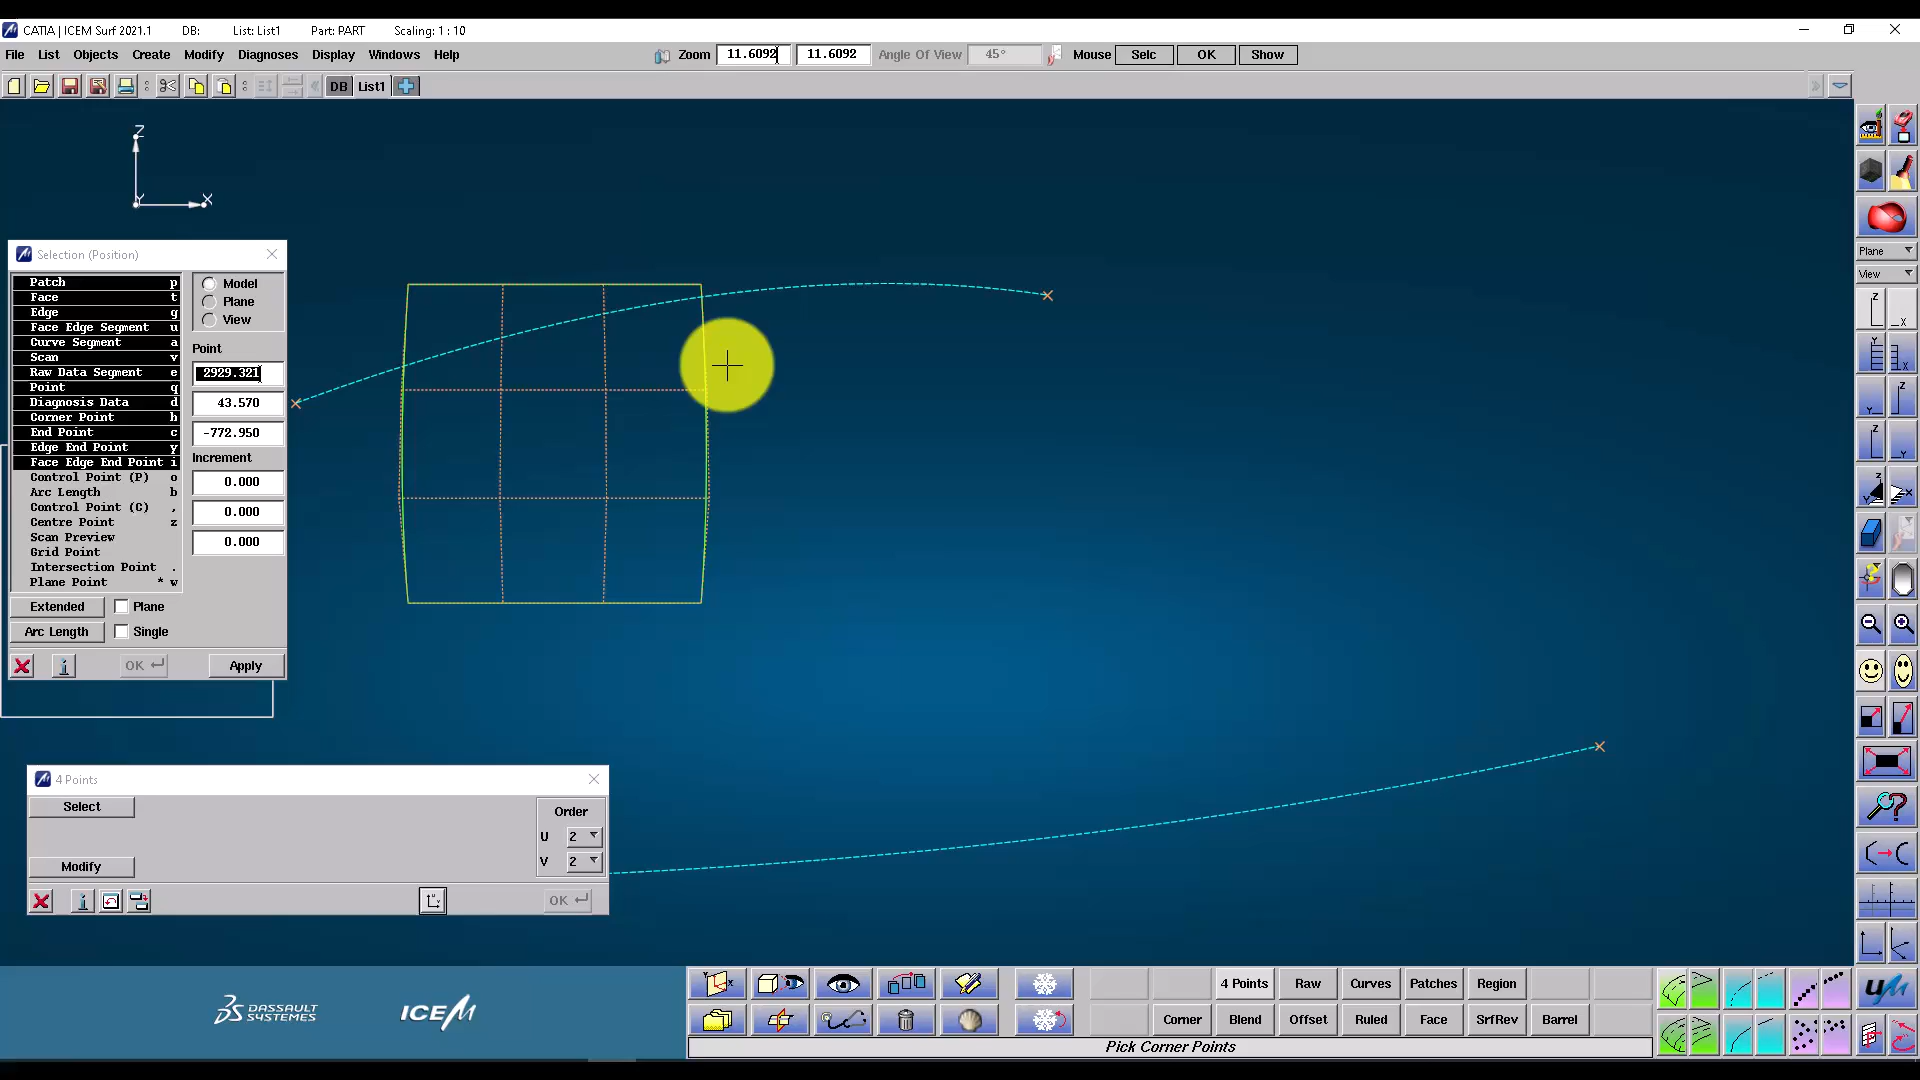 CATIA | ICEM Surf 2021.1 DB: List: List1 Part: PART Scaling: 1 : 10
File List Objects Create Modify Diagnoses Display Windows Help
Zoom 11.6092 11.6092 Angle Of View 45° Mouse Selc OK Show
DB List1
Z
Y X
Selection (Position)
Patch p
Face t
Edge g
Face Edge Segment u
Curve Segment a
Scan v
Raw Data Segment e
Point q
Diagnosis Data d
Corner Point h
End Point c
Edge End Point y
Face Edge End Point i
Control Point (P) o
Arc Length b
Control Point (C) ,
Centre Point z
Scan Preview
Grid Point
Intersection Point .
Plane Point * w
Model
Plane
View
Point
2929.321
43.570
-772.950
Increment
0.000
0.000
0.000
Extended Plane
Arc Length Single
OK Apply
4 Points
Select
Modify
Order
U 2
V 2
OK
Plane
View
DASSAULT SYSTEMES ICEM
4 Points Raw Curves Patches Region
Corner Blend Offset Ruled Face SrfRev Barrel
Pick Corner Points